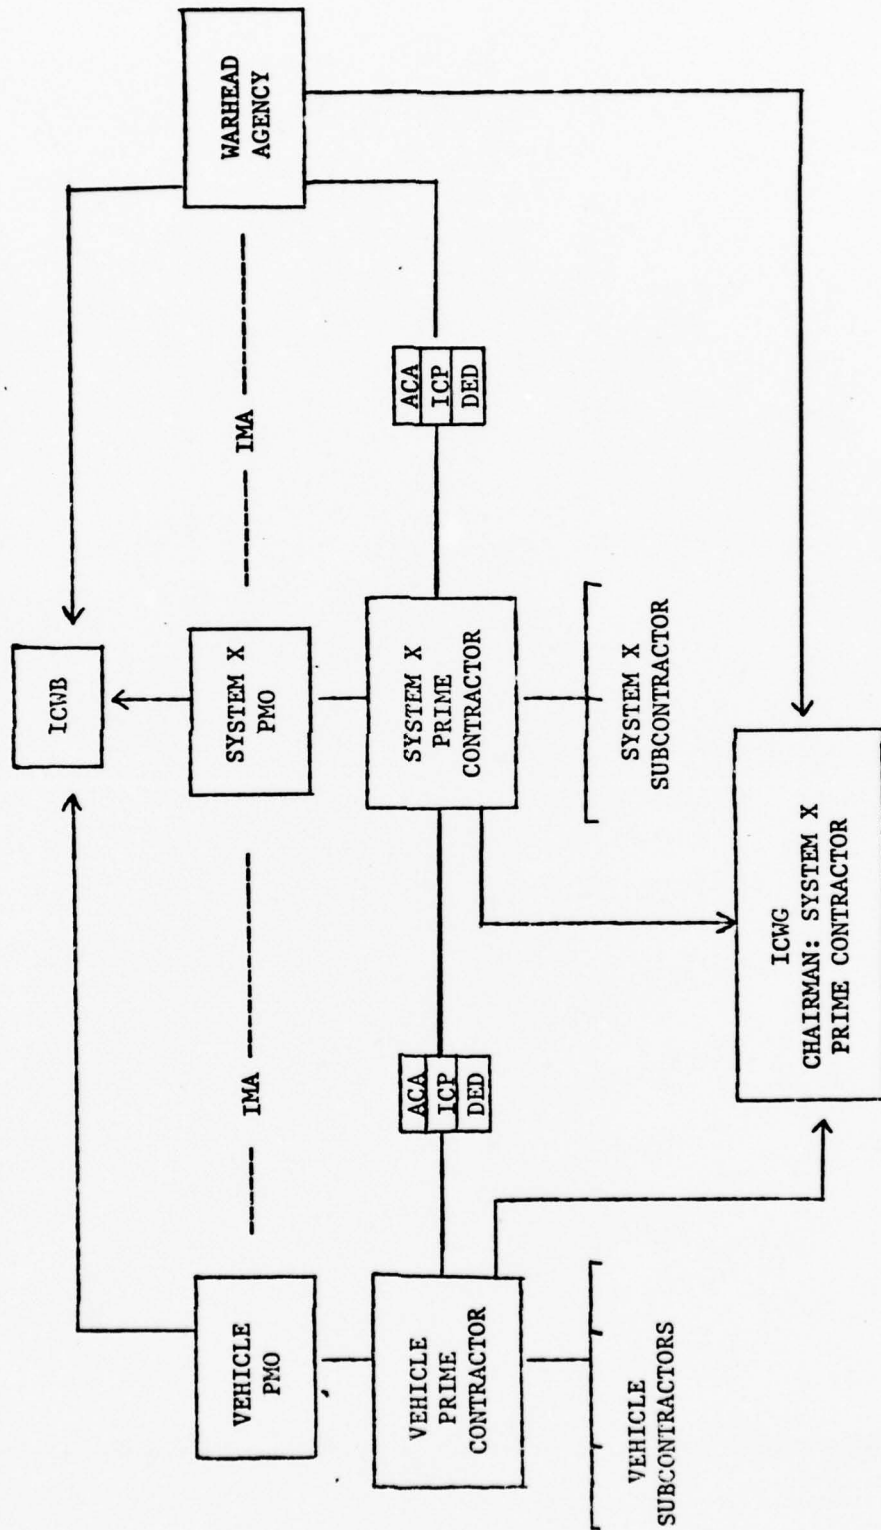 ICWB
VEHICLE
PMO
IMA
SYSTEM X
PMO
IMA
WARHEAD
AGENCY
VEHICLE
PRIME
CONTRACTOR
ACA
ICP
DED
SYSTEM X
PRIME
CONTRACTOR
ACA
ICP
DED
VEHICLE
SUBCONTRACTORS
SYSTEM X
SUBCONTRACTOR
ICWG
CHAIRMAN: SYSTEM X
PRIME CONTRACTOR